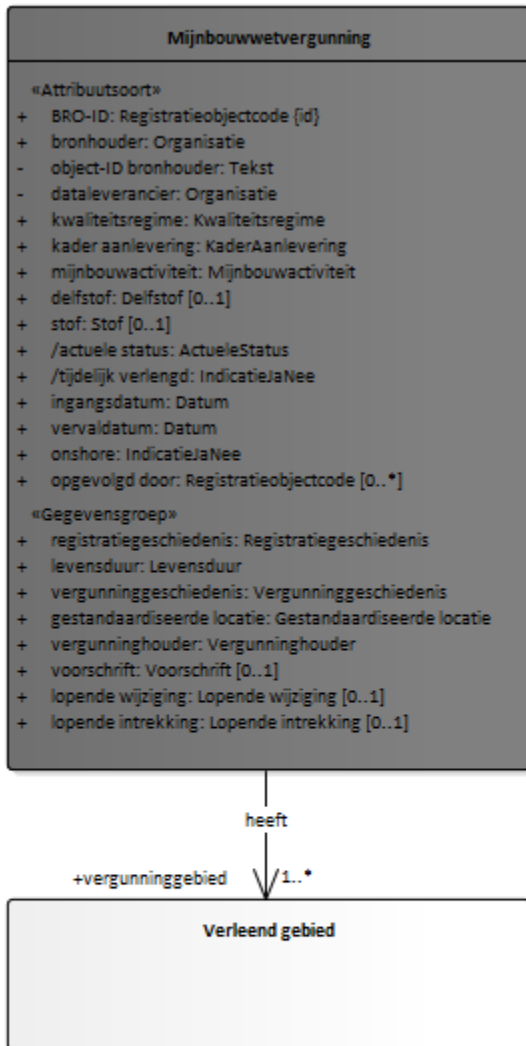 Mijnbouwwetvergunning
«Attribuutsoort»
+ BRO-ID: Registratieobjectcode {id}
+ bronhouder: Organisatie
- object-ID bronhouder: Tekst
- dataleverancier: Organisatie
+ kwaliteitsregime: Kwaliteitsregime
+ kader aanlevering: KaderAanlevering
+ mijnbouwactiviteit: Mijnbouwactiviteit
+ delfstof: Delfstof [0..1]
+ stof: Stof [0..1]
+ /actuele status: ActueleStatus
+ /tijdelijk verlengd: IndicatieJaNee
+ ingangsdatum: Datum
+ vervaldatum: Datum
+ onshore: IndicatieJaNee
+ opgevolgd door: Registratieobjectcode [0..*]
«Gegevensgroep»
+ registratiegeschiedenis: Registratiegeschiedenis
+ levensduur: Levensduur
+ vergunninggeschiedenis: Vergunninggeschiedenis
+ gestandaardiseerde locatie: Gestandaardiseerde locatie
+ vergunninghouder: Vergunninghouder
+ voorschrift: Voorschrift [0..1]
+ lopende wijziging: Lopende wijziging [0..1]
+ lopende intrekking: Lopende intrekking [0..1]
heeft
+vergunninggebied 1..*
Verleend gebied